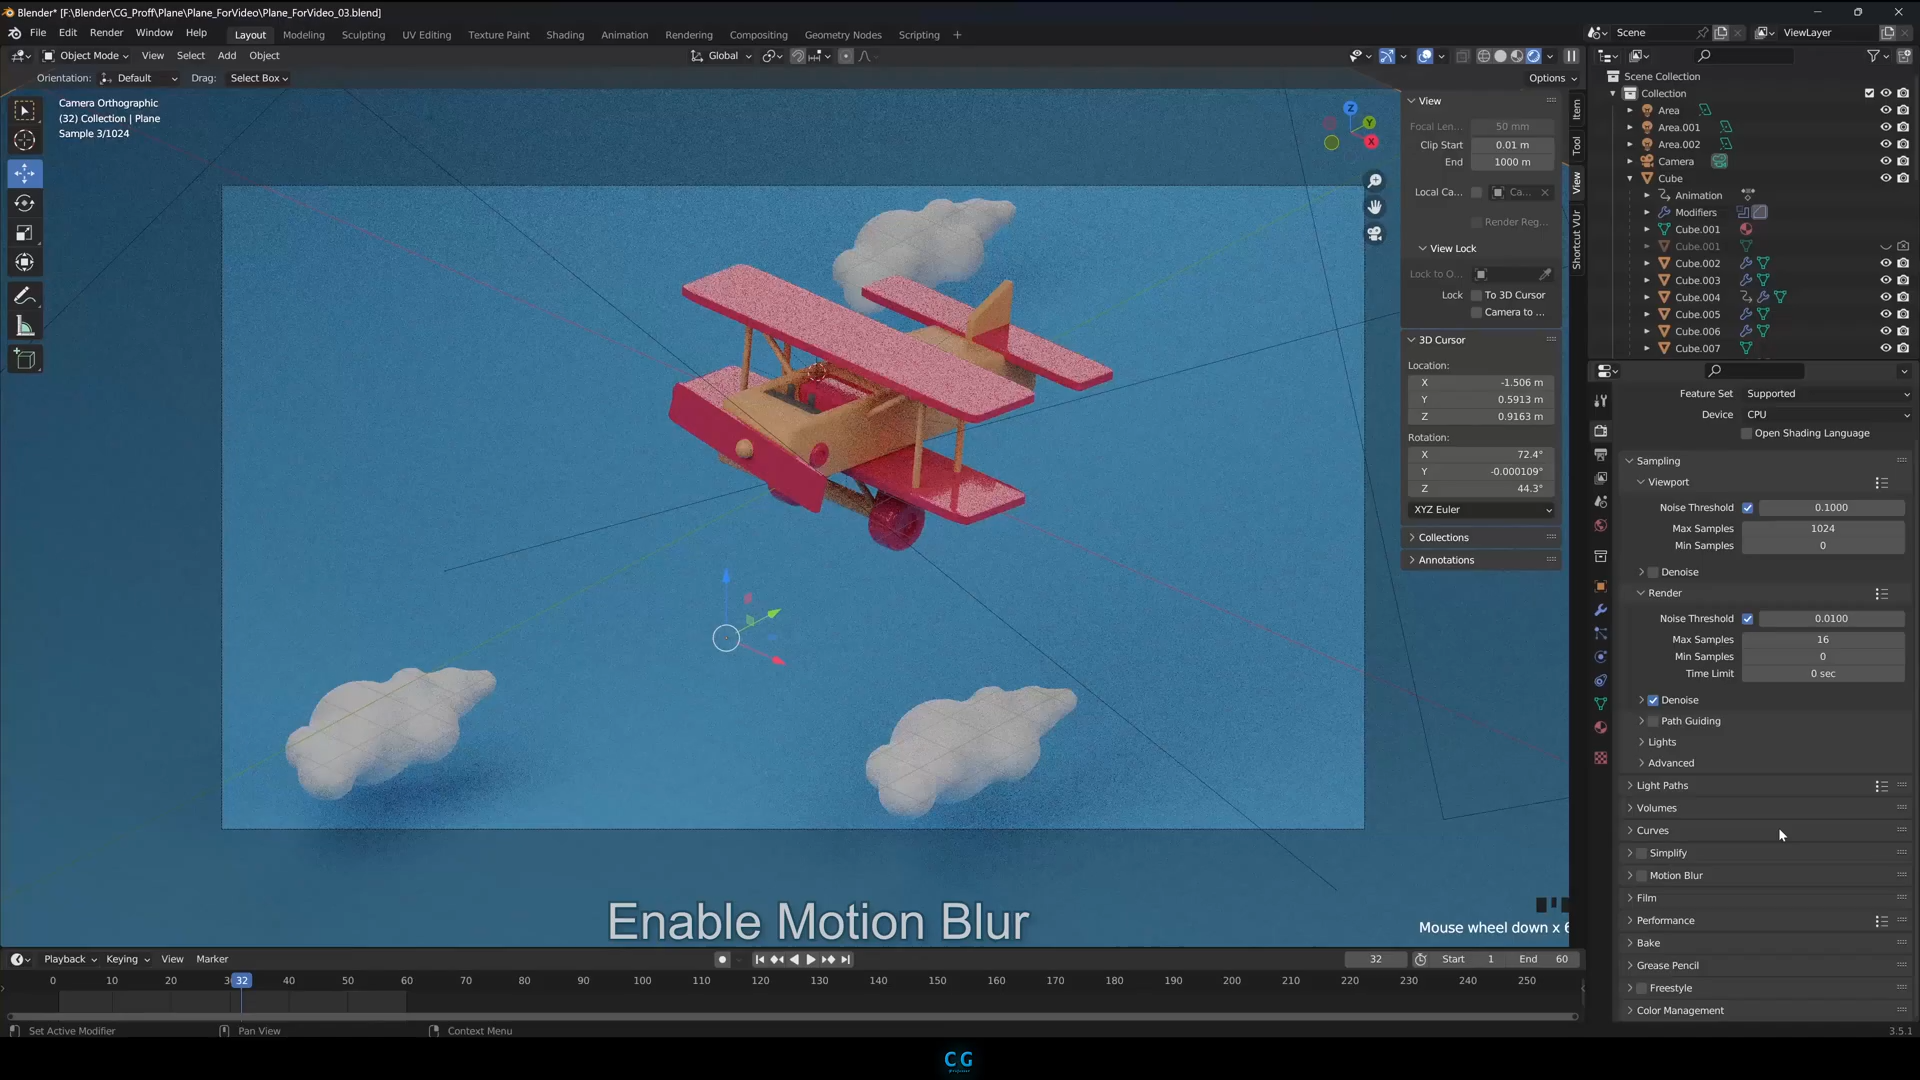 Blender* [F:\Blender\CG_Proff\Plane\Plane_ForVideo\Plane_ForVideo_03.blend]
File Edit Render Window Help
Layout Modeling Sculpting UV Editing Texture Paint Shading Animation Rendering Compositing Geometry Nodes Scripting +
Scene ViewLayer
Object Mode View Select Add Object
Global
Orientation: Default Drag: Select Box
Options
Camera Orthographic
(32) Collection | Plane
Sample 3/1024
Z
Y
X
View
Focal Len... 50 mm
Clip Start 0.01 m
End 1000 m
Local Ca... Ca...
Render Reg...
View Lock
Lock to O...
Lock To 3D Cursor
Camera to ...
3D Cursor
Location:
X -1.506 m
Y 0.5913 m
Z 0.9163 m
Rotation:
X 72.4°
Y -0.000109°
Z 44.3°
XYZ Euler
Collections
Annotations
Item
Tool
View
Shortcut VUr
Scene Collection
Collection
Area
Area.001
Area.002
Camera
Cube
Animation
Modifiers
Cube.001
Cube.001
Cube.002
Cube.003
Cube.004
Cube.005
Cube.006
Cube.007
Feature Set Supported
Device CPU
Open Shading Language
Sampling
Viewport
Noise Threshold 0.1000
Max Samples 1024
Min Samples 0
Denoise
Render
Noise Threshold 0.0100
Max Samples 16
Min Samples 0
Time Limit 0 sec
Denoise
Path Guiding
Lights
Advanced
Light Paths
Volumes
Curves
Simplify
Motion Blur
Film
Performance
Bake
Grease Pencil
Freestyle
Color Management
Enable Motion Blur
Mouse wheel down x 6
Playback Keying View Marker
32 Start 1 End 60
0 10 20 3 32 40 50 60 70 80 90 100 110 120 130 140 150 160 170 180 190 200 210 220 230 240 250
Set Active Modifier Pan View Context Menu
3.5.1
CG